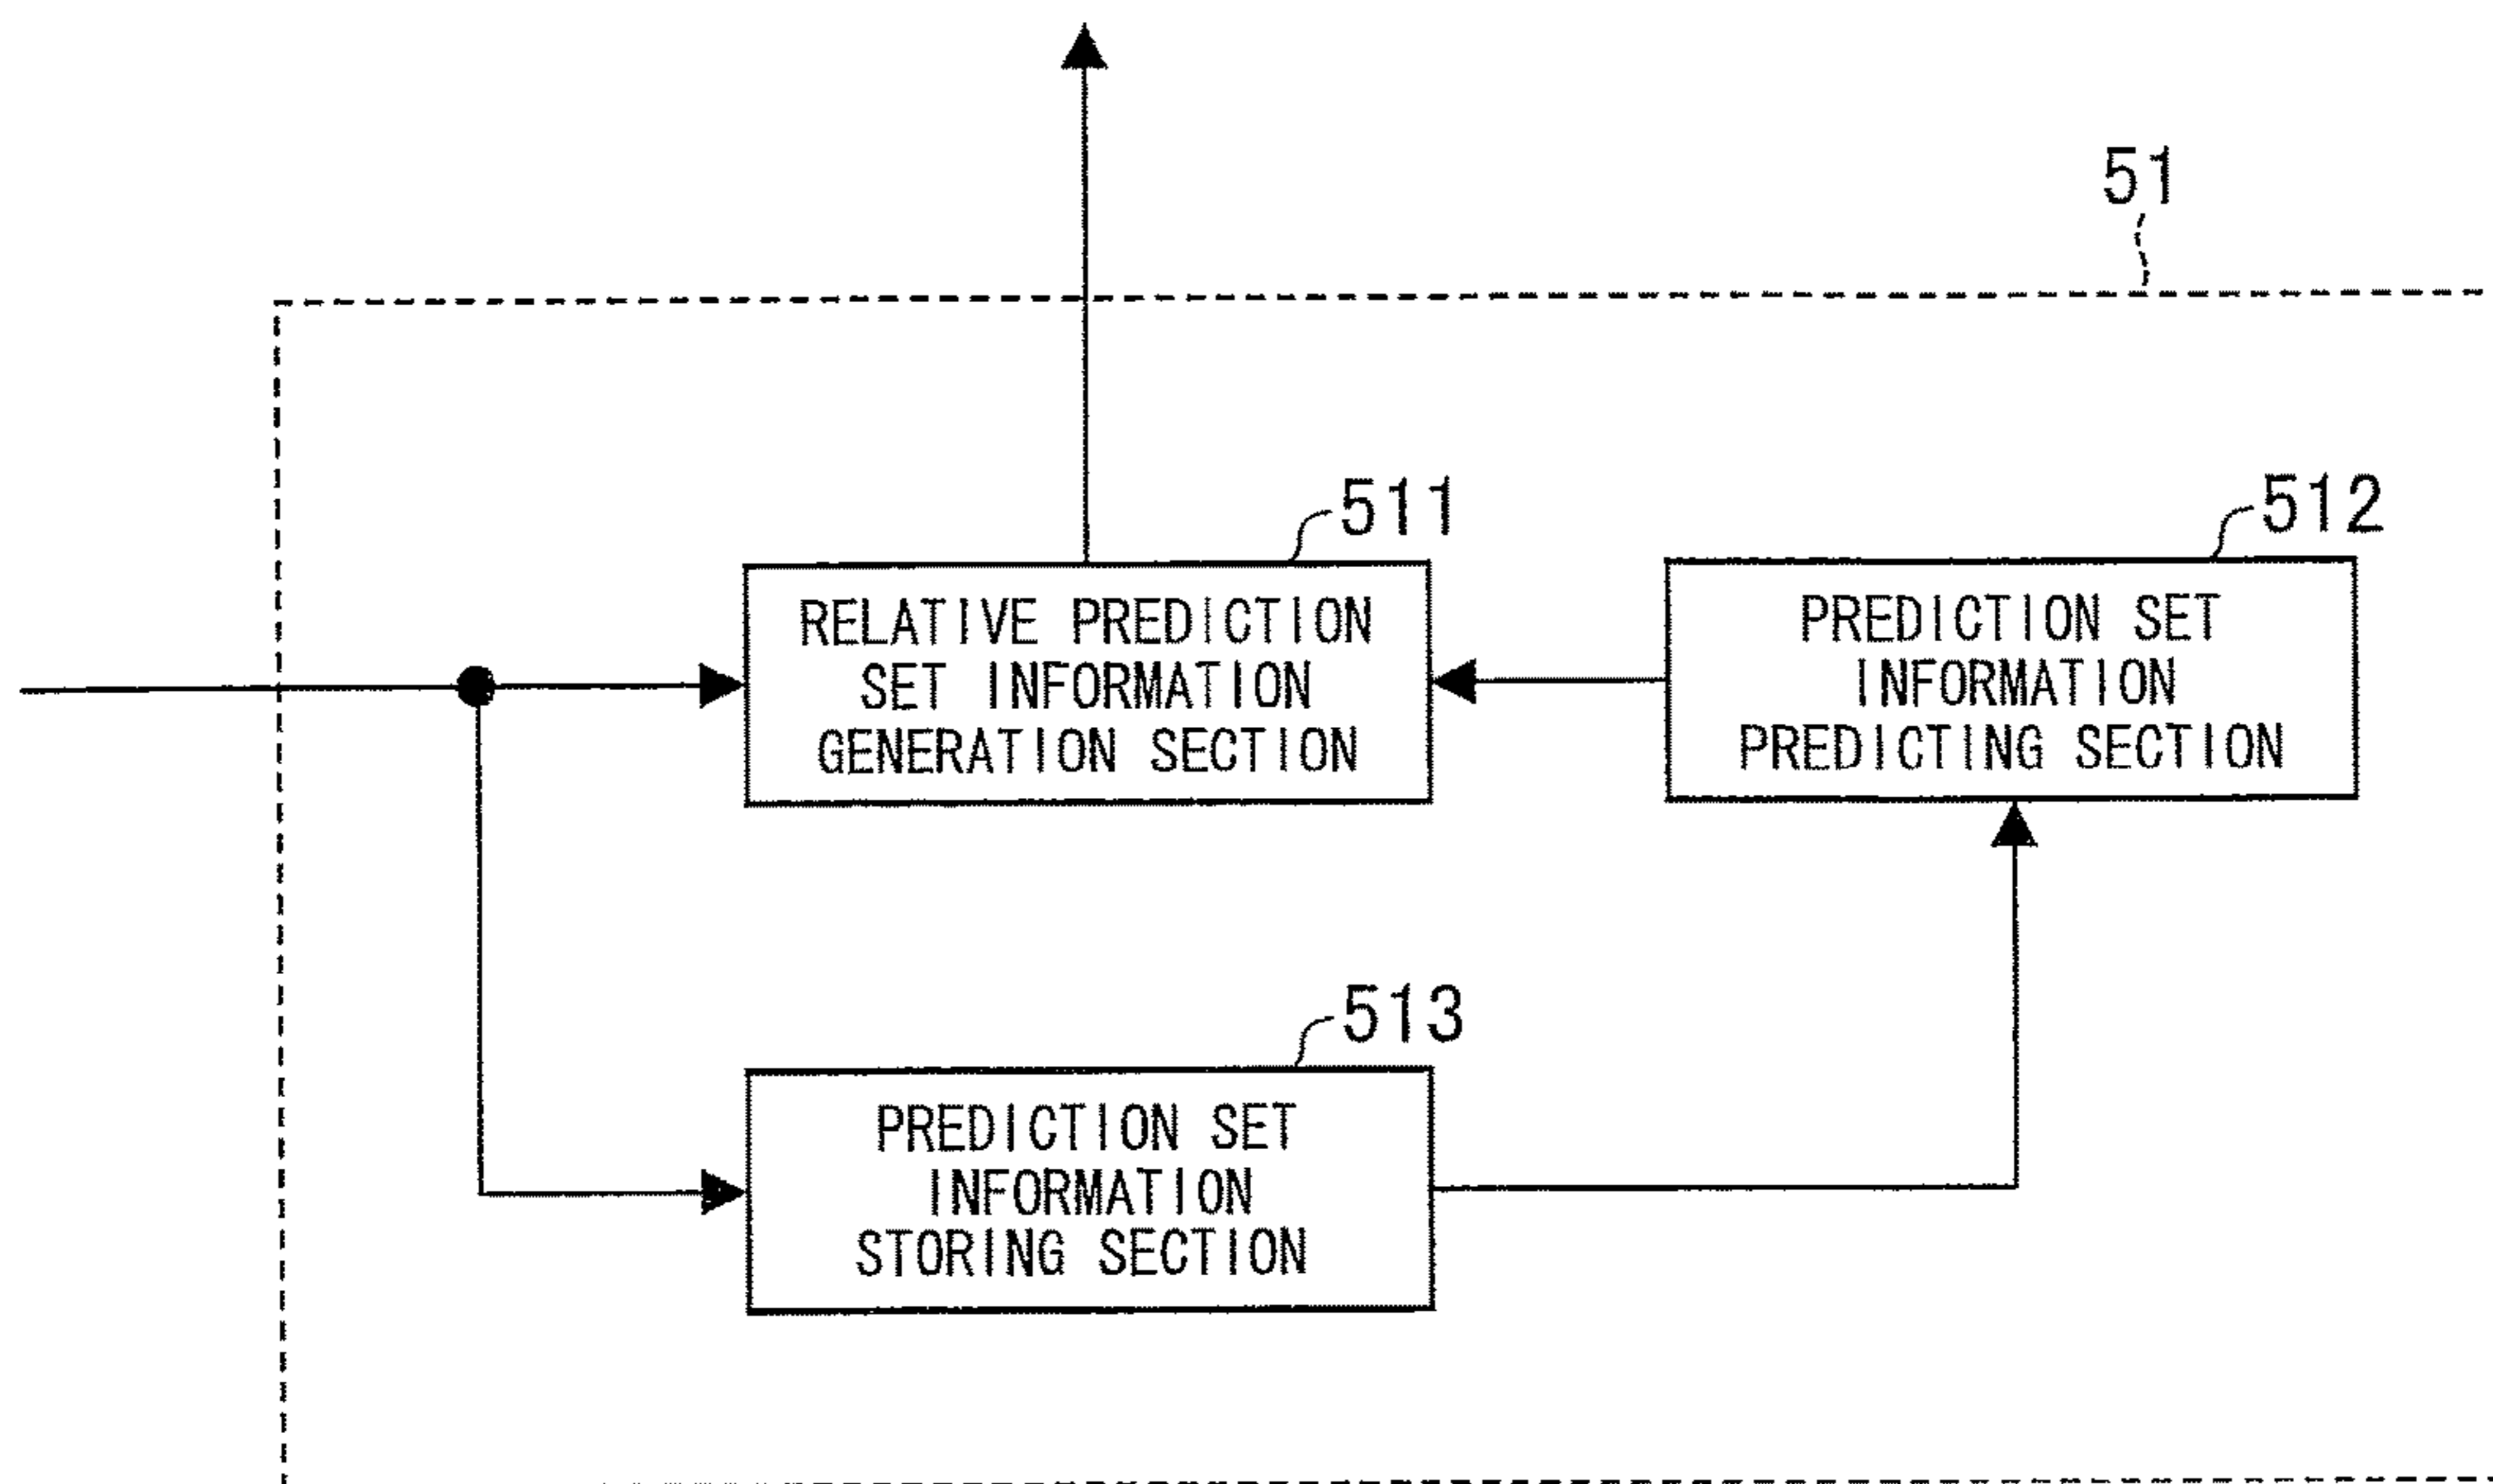 51
511
RELATIVE PREDICTION
SET INFORMATION
GENERATION SECTION
512
PREDICTION SET
INFORMATION
PREDICTING SECTION
513
PREDICTION SET
INFORMATION
STORING SECTION